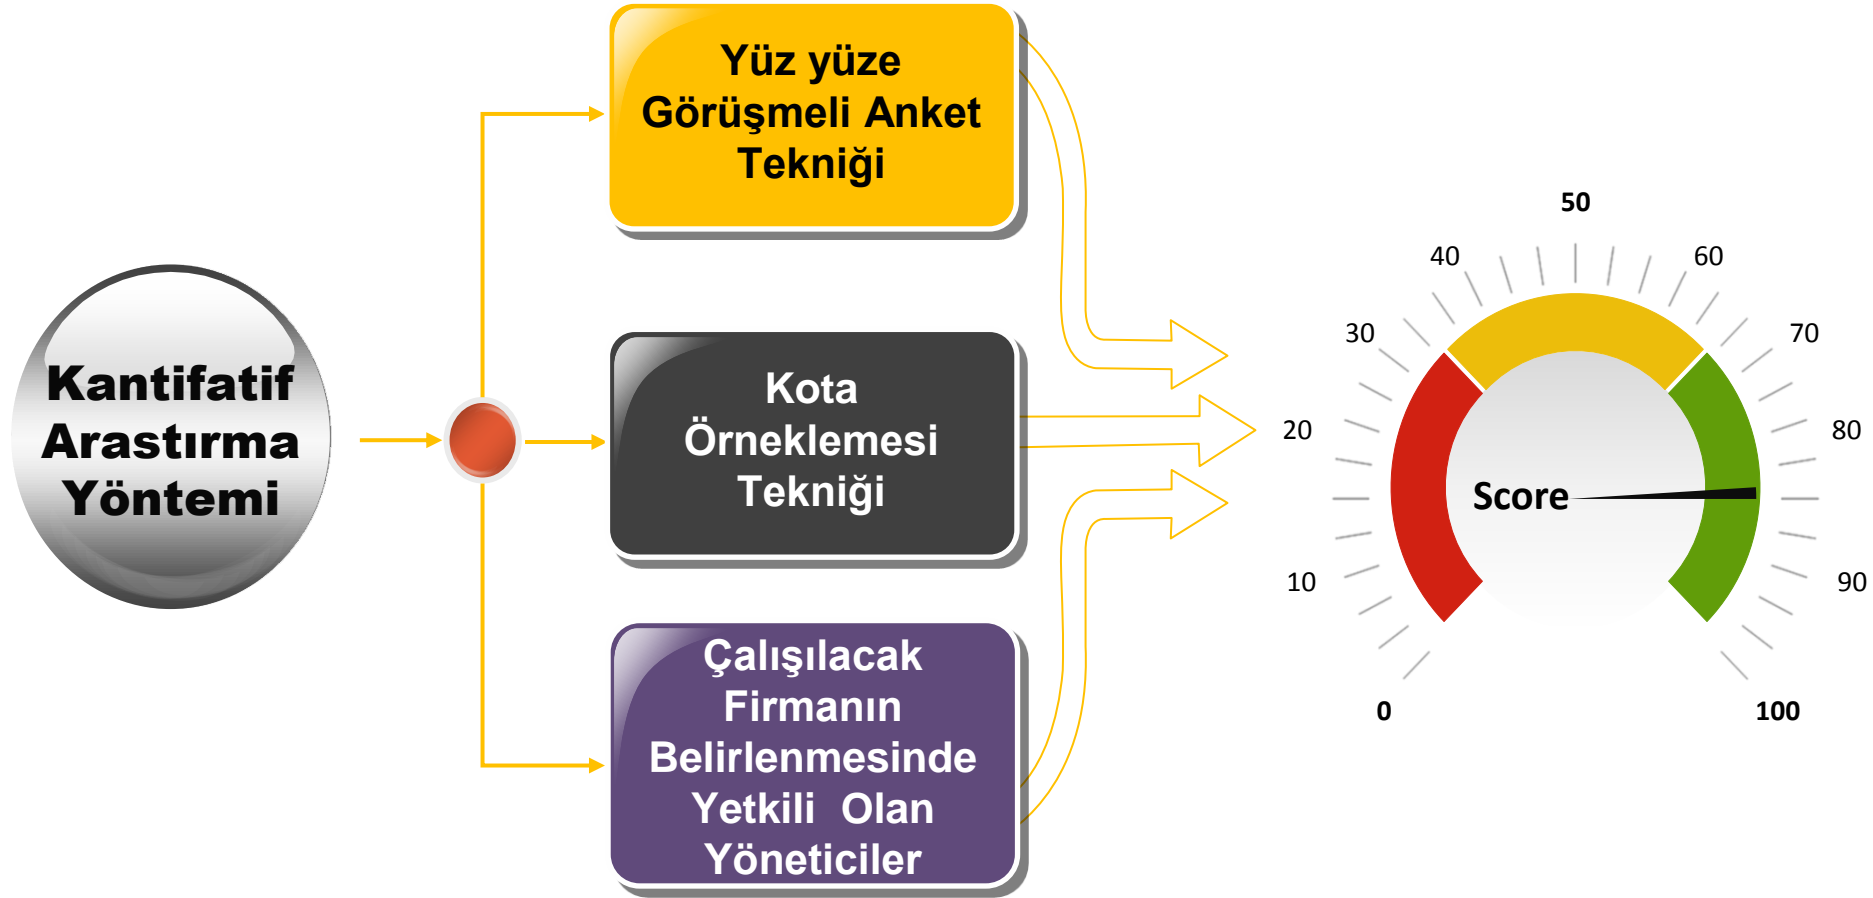 Kantifatif
Arastırma
Yöntemi
Yüz yüze
Görüşmeli Anket
Tekniği
Kota
Örneklemesi
Tekniği
Çalışılacak
Firmanın
Belirlenmesinde
Yetkili  Olan
Yöneticiler
50
40
60
30
70
20
80
Score
10
90
0
100